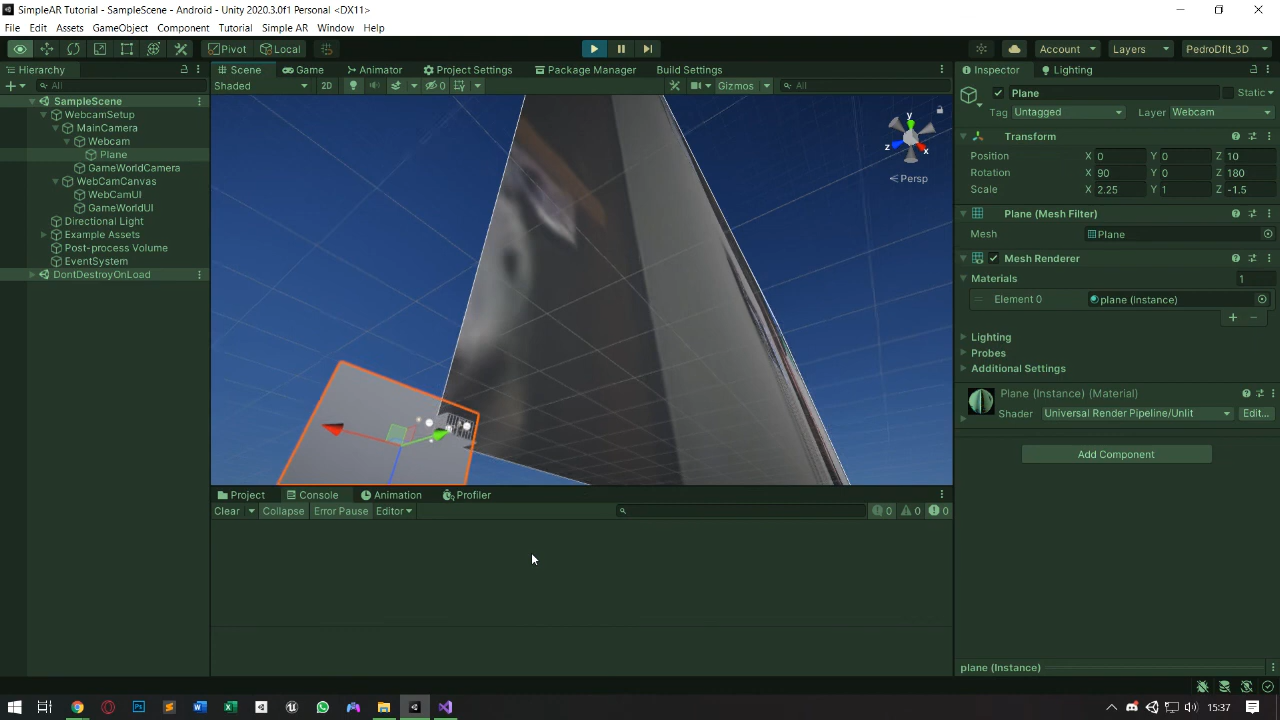 SimpleAR Tutorial - SampleScene - Android - Unity 2020.3.0f1 Personal <DX11>
File Edit Assets GameObject Component Tutorial Simple AR Window Help
Pivot Local Account Layers PedroDfit_3D
Hierarchy
All
SampleScene
WebcamSetup
MainCamera
Webcam
Plane
GameWorldCamera
WebCamCanvas
WebCamUI
GameWorldUI
Directional Light
Example Assets
Post-process Volume
EventSystem
DontDestroyOnLoad
Scene Game Animator Project Settings Package Manager Build Settings
Shaded 2D 0 Gizmos All
y
z x
Persp
Project Console Animation Profiler
Clear Collapse Error Pause Editor 0 0 0
Inspector Lighting
Plane Static
Tag Untagged Layer Webcam
Transform
Position X 0 Y 0 Z 10
Rotation X 90 Y 0 Z 180
Scale X 2.25 Y 1 Z -1.5
Plane (Mesh Filter)
Mesh Plane
Mesh Renderer
Materials 1
Element 0 plane (Instance)
Lighting
Probes
Additional Settings
Plane (Instance) (Material)
Shader Universal Render Pipeline/Unlit Edit...
Add Component
plane (Instance)
15:37